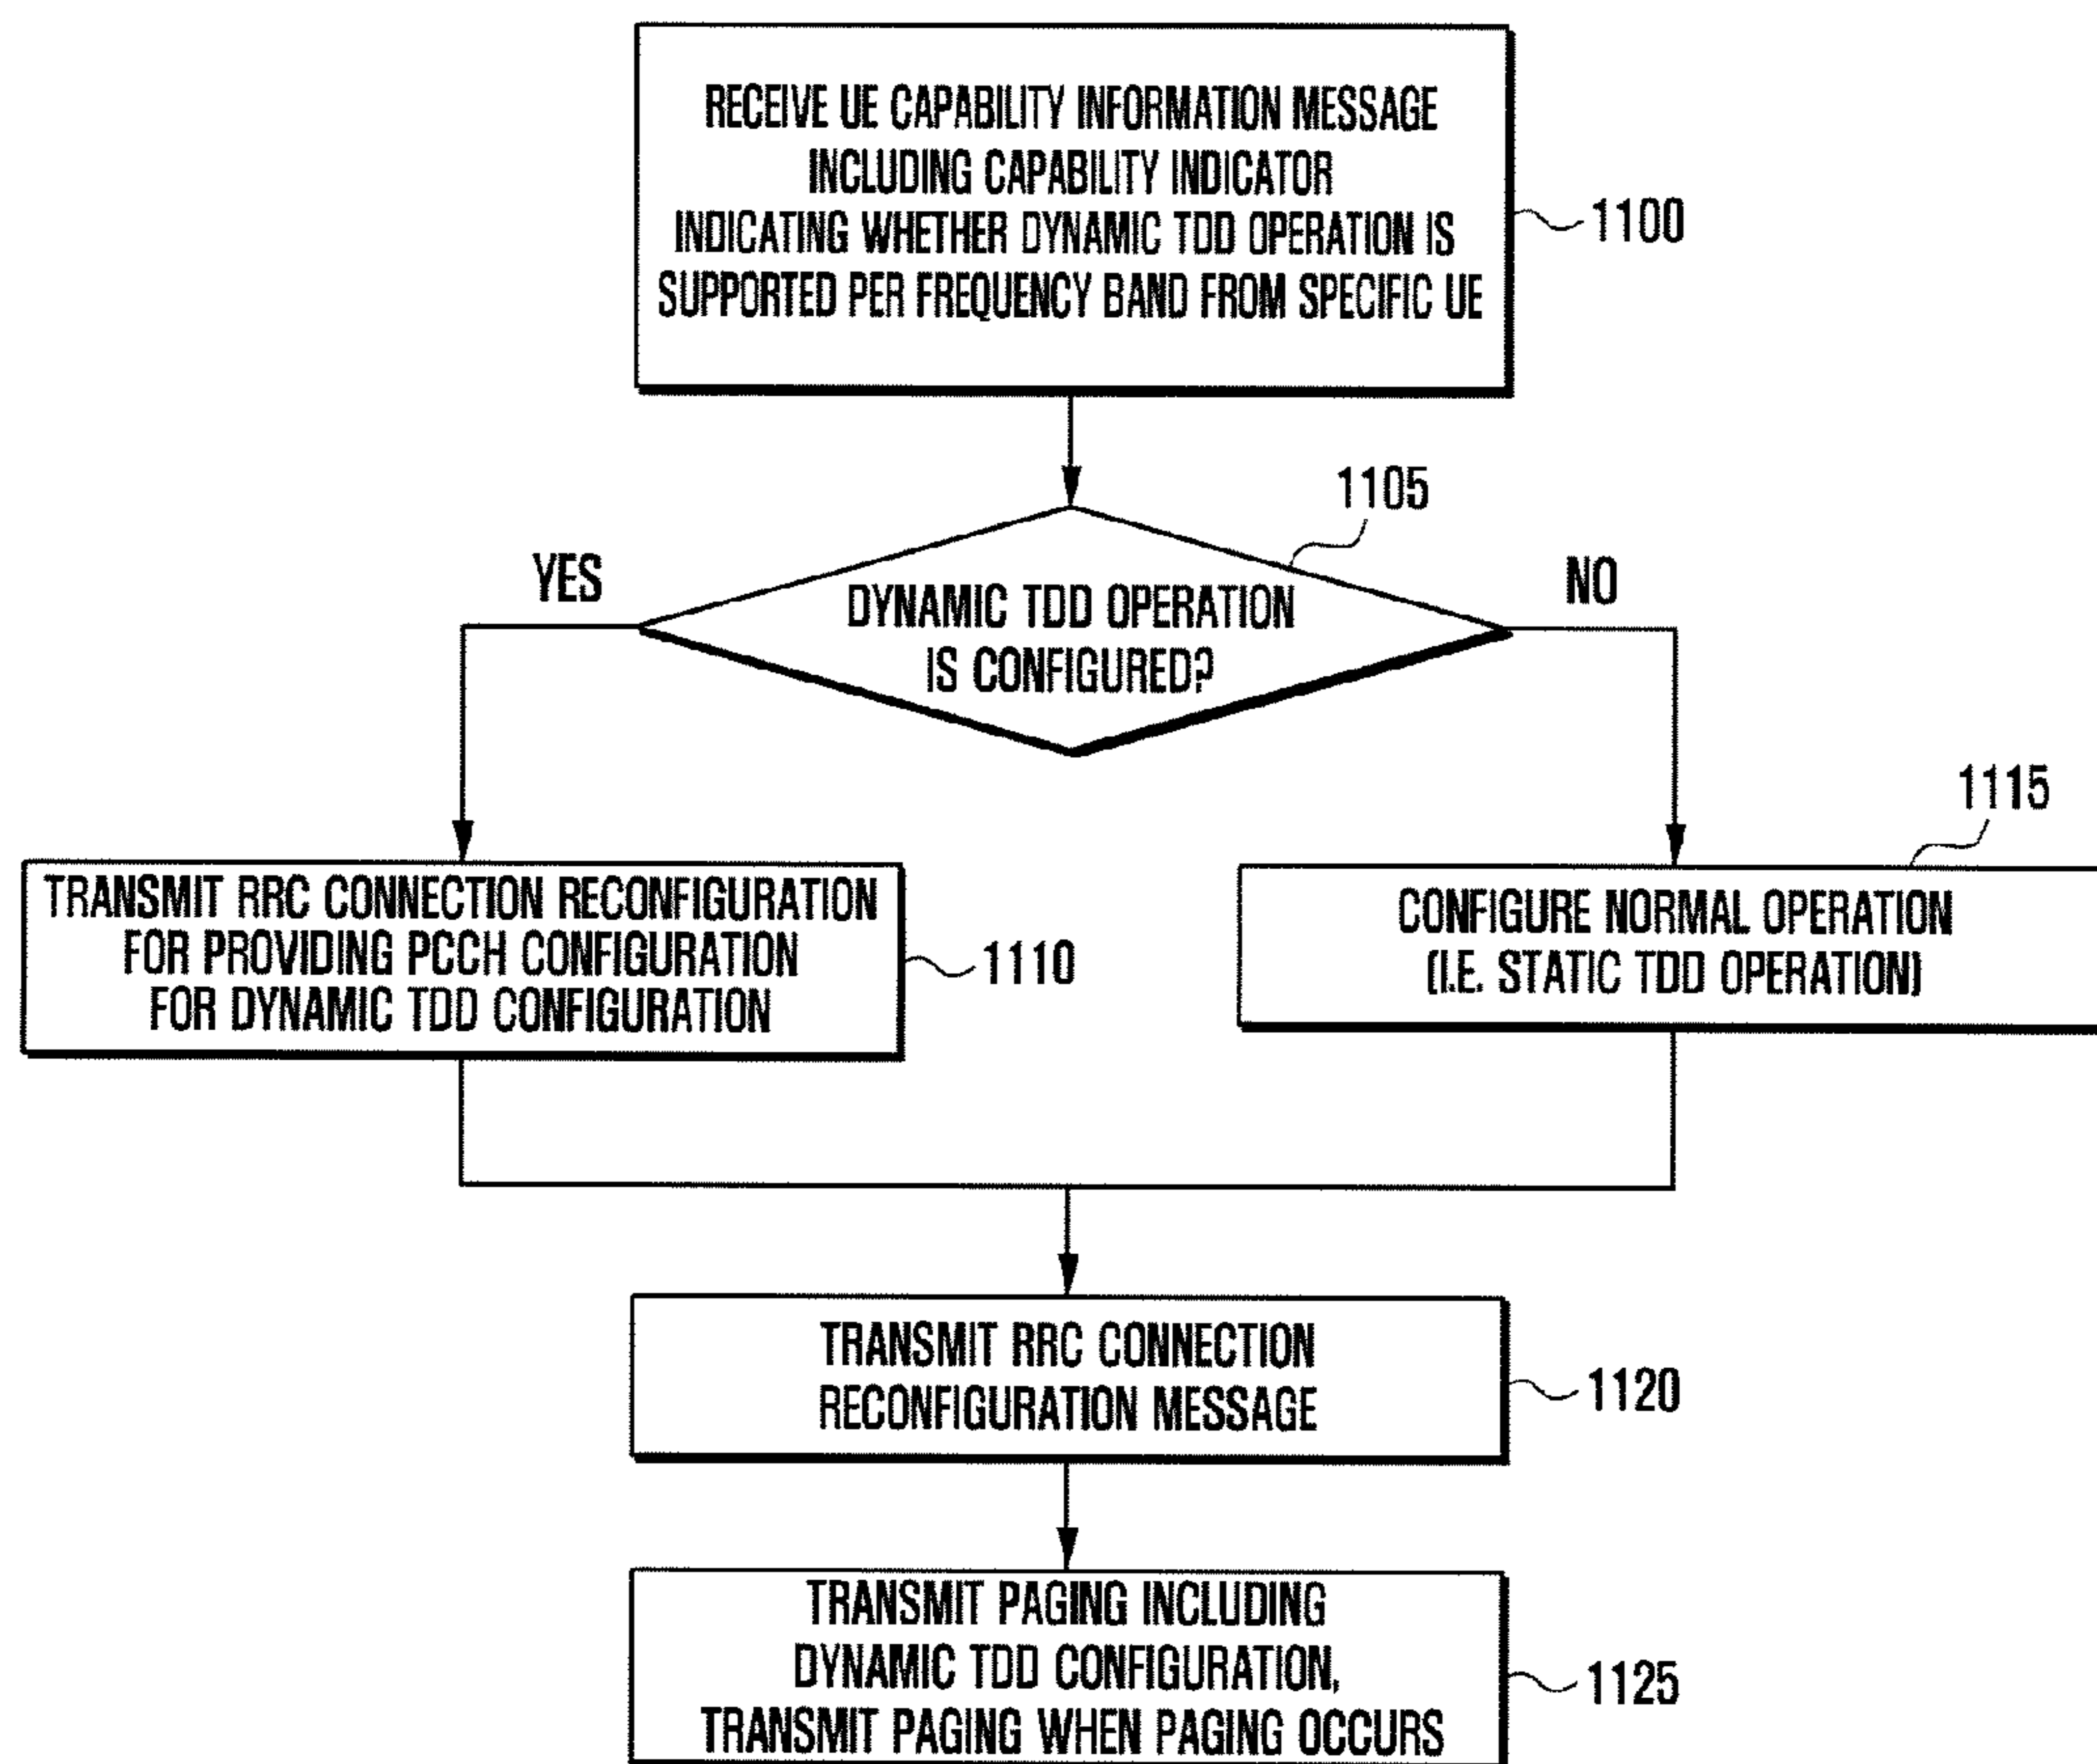 RECEIVE UE CAPABILITY INFORMATION MESSAGE
INCLUDING CAPABILITY INDICATOR
INDICATING WHETHER DYNAMIC TDD OPERATION IS
SUPPORTED PER FREQUENCY BAND FROM SPECIFIC UE
1100
1105
YES
NO
DYNAMIC TDD OPERATION
IS CONFIGURED?
1115
TRANSMIT RRC CONNECTION RECONFIGURATION
FOR PROVIDING PCCH CONFIGURATION
FOR DYNAMIC TDD CONFIGURATION
1110
CONFIGURE NORMAL OPERATION
(I.E. STATIC TDD OPERATION)
TRANSMIT RRC CONNECTION
RECONFIGURATION MESSAGE
1120
TRANSMIT PAGING INCLUDING
DYNAMIC TDD CONFIGURATION,
TRANSMIT PAGING WHEN PAGING OCCURS
1125